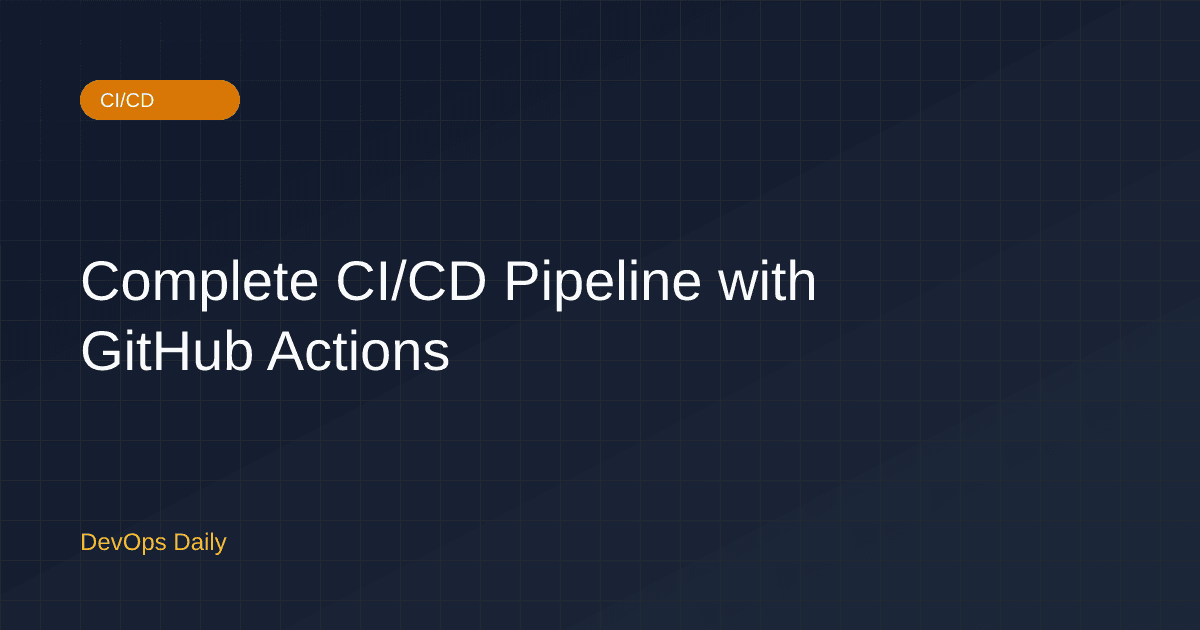 CI/CD
Complete CI/CD Pipeline with
GitHub Actions
DevOps Daily